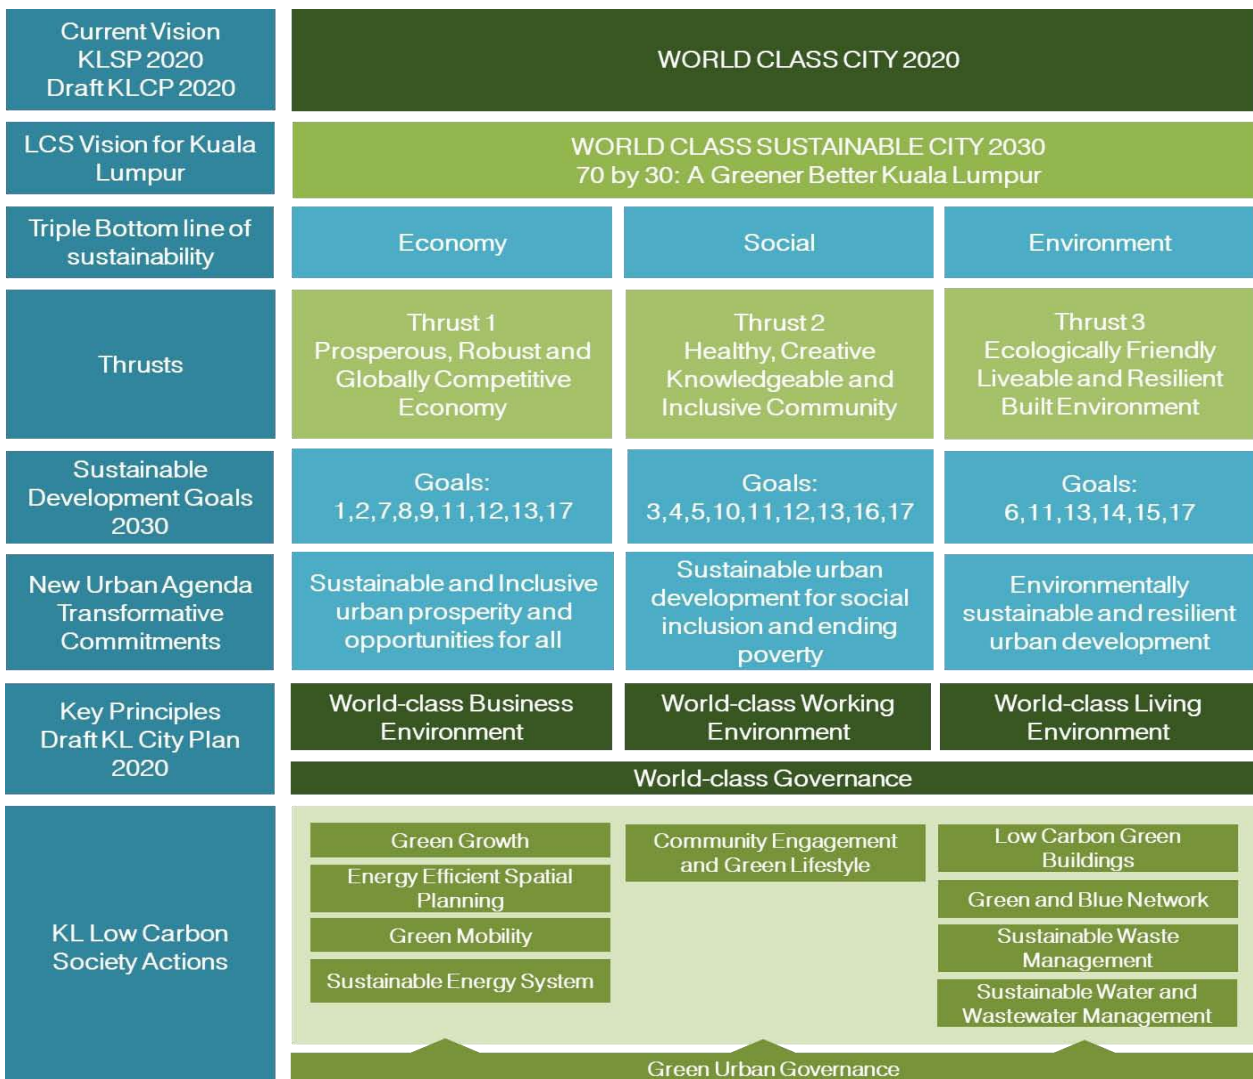 Current Vision
KLSP 2020
Draft KLCP 2020
WORLD CLASS CITY 2020
LCS Vision for Kuala
Lumpur
WORLD CLASS SUSTAINABLE CITY 2030
70 by 30: A Greener Better Kuala Lumpur
Triple Bottom line of
sustainability
Economy
Social
Environment
Thrusts
Thrust 1
Prosperous, Robust and
Globally Competitive
Economy
Thrust 2
Healthy, Creative
Knowledgeable and
Inclusive Community
Thrust 3
Ecologically Friendly
Liveable and Resilient
Built Environment
Sustainable
Development Goals
2030
Goals:
1,2,7,8,9,11,12,13,17
Goals:
3,4,5,10,11,12,13,16,17
Goals:
6,11,13,14,15,17
New Urban Agenda
Transformative
Commitments
Sustainable and Inclusive
urban prosperity and
opportunities for all
Sustainable urban
development for social
inclusion and ending
poverty
Environmentally
sustainable and resilient
urban development
Key Principles
Draft KL City Plan
2020
World-class Business
Environment
World-class Working
Environment
World-class Living
Environment
World-class Governance
KL Low Carbon
Society Actions
Green Growth
Energy Efficient Spatial
Planning
Green Mobility
Sustainable Energy System
Community Engagement
and Green Lifestyle
Low Carbon Green
Buildings
Green and Blue Network
Sustainable Waste
Management
Sustainable Water and
Wastewater Management
Green Urban Governance